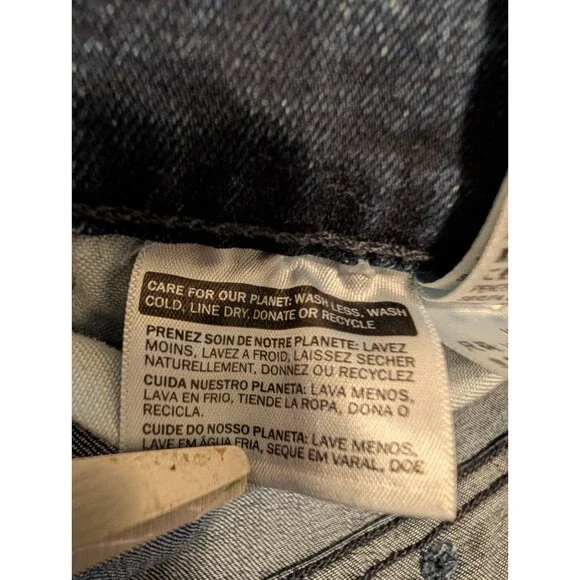 CARE FOR OUR PLANET: WASH LESS, WASH
COLD, LINE DRY, DONATE OR RECYCLE
PRENEZ SOIN DE NOTRE PLANETE: LAVEZ
MOINS, LAVEZ A FROID, LAISSEZ SECHER
NATURELLEMENT, DONNEZ OU RECYCLEZ
CUIDA NUESTRO PLANETA: LAVA MENOS,
LAVA EN FRIO, TIENDE LA ROPA, DONA O
RECICLA.
CUIDE DO NOSSO PLANETA: LAVE MENOS,
LAVE EM ÁGUA FRIA, SEQUE EM VARAL, DOE